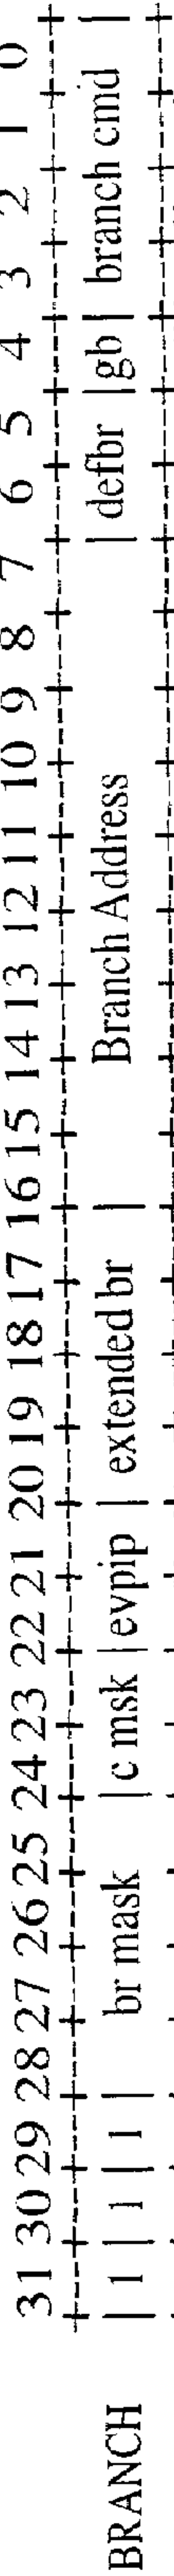 31 30 29 28 27 26 25 24 23 22 21 20 19 18 17 16 15 14 13 12 11 10 9 8 7 6 5 4 3 2 1 0
BRANCH | 1 | 1 | 1 | br mask | c msk | evpip | extended br | Branch Address | defbr | gb | branch cmd |